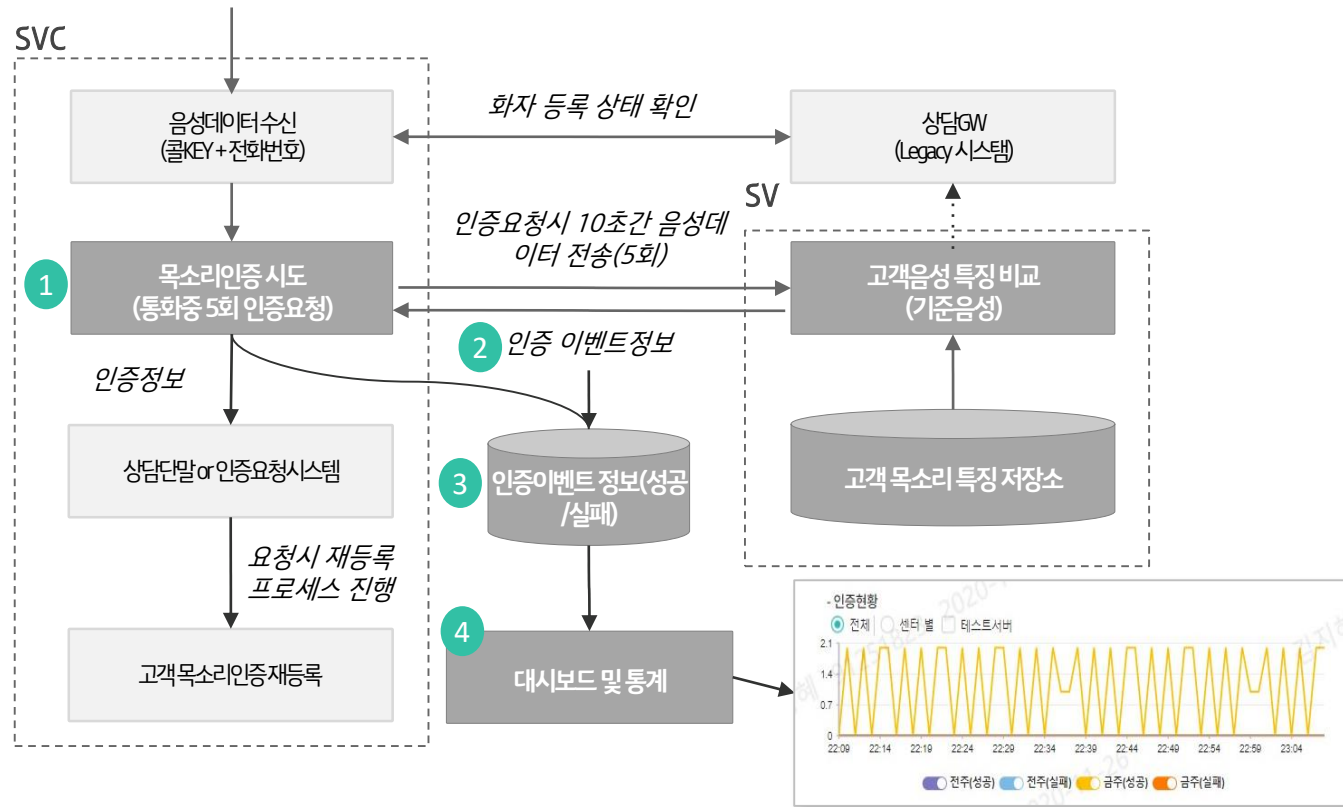 SVC
음성데이터 수신
(콜KEY + 전화번호)
화자 등록 상태 확인
상담GW
(Legacy 시스탬)
SV
인증요청시 10초간 음성데
이터 전송(5회)
1
목소리인증 시도
(통화중 5회 인증요청)
고객음성 특징 비교
(기준음성)
2
인증 이벤트정보
인증정보
상담단말 or 인증요청시스템
3
인증이벤트 정보(성공
/실패)
고객 목소리 특징 저장소
요청시 재등록
프로세스 진행
4
대시보드 및 통계
고객 목소리인증 재등록
- 인증현황
전체
센터 별
테스트서버
2.1
1.4
0.7
0
22:09 22:14 22:19 22:24 22:29 22:34 22:39 22:44 22:49 22:54 22:59 23:04
전주(성공) 전주(실패) 금주(성공) 금주(실패)